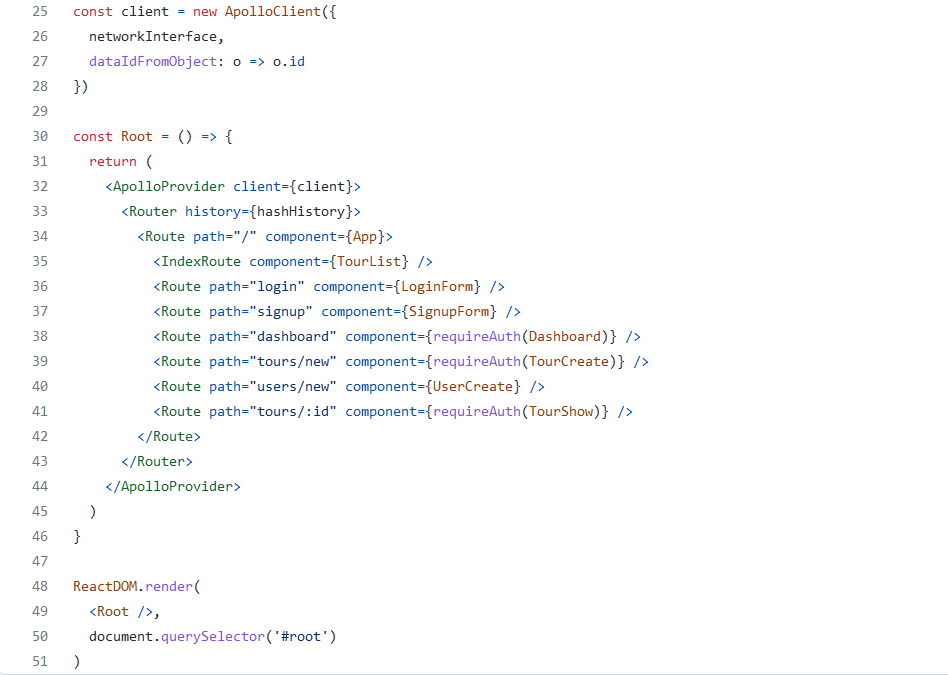 25 const client = new ApolloClient({
26   networkInterface,
27   dataIdFromObject: o => o.id
28 })
29
30 const Root = () => {
31   return (
32     <ApolloProvider client={client}>
33       <Router history={hashHistory}>
34         <Route path="/" component={App}>
35           <IndexRoute component={TourList} />
36           <Route path="login" component={LoginForm} />
37           <Route path="signup" component={SignupForm} />
38           <Route path="dashboard" component={requireAuth(Dashboard)} />
39           <Route path="tours/new" component={requireAuth(TourCreate)} />
40           <Route path="users/new" component={UserCreate} />
41           <Route path="tours/:id" component={requireAuth(TourShow)} />
42         </Route>
43       </Router>
44     </ApolloProvider>
45   )
46 }
47
48 ReactDOM.render(
49   <Root />,
50   document.querySelector('#root')
51 )